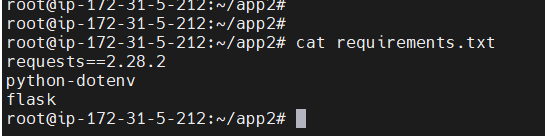 root@ip-172-31-5-212:~/app2#
root@ip-172-31-5-212:~/app2#
root@ip-172-31-5-212:~/app2# cat requirements.txt
requests==2.28.2
python-dotenv
flask
root@ip-172-31-5-212:~/app2#